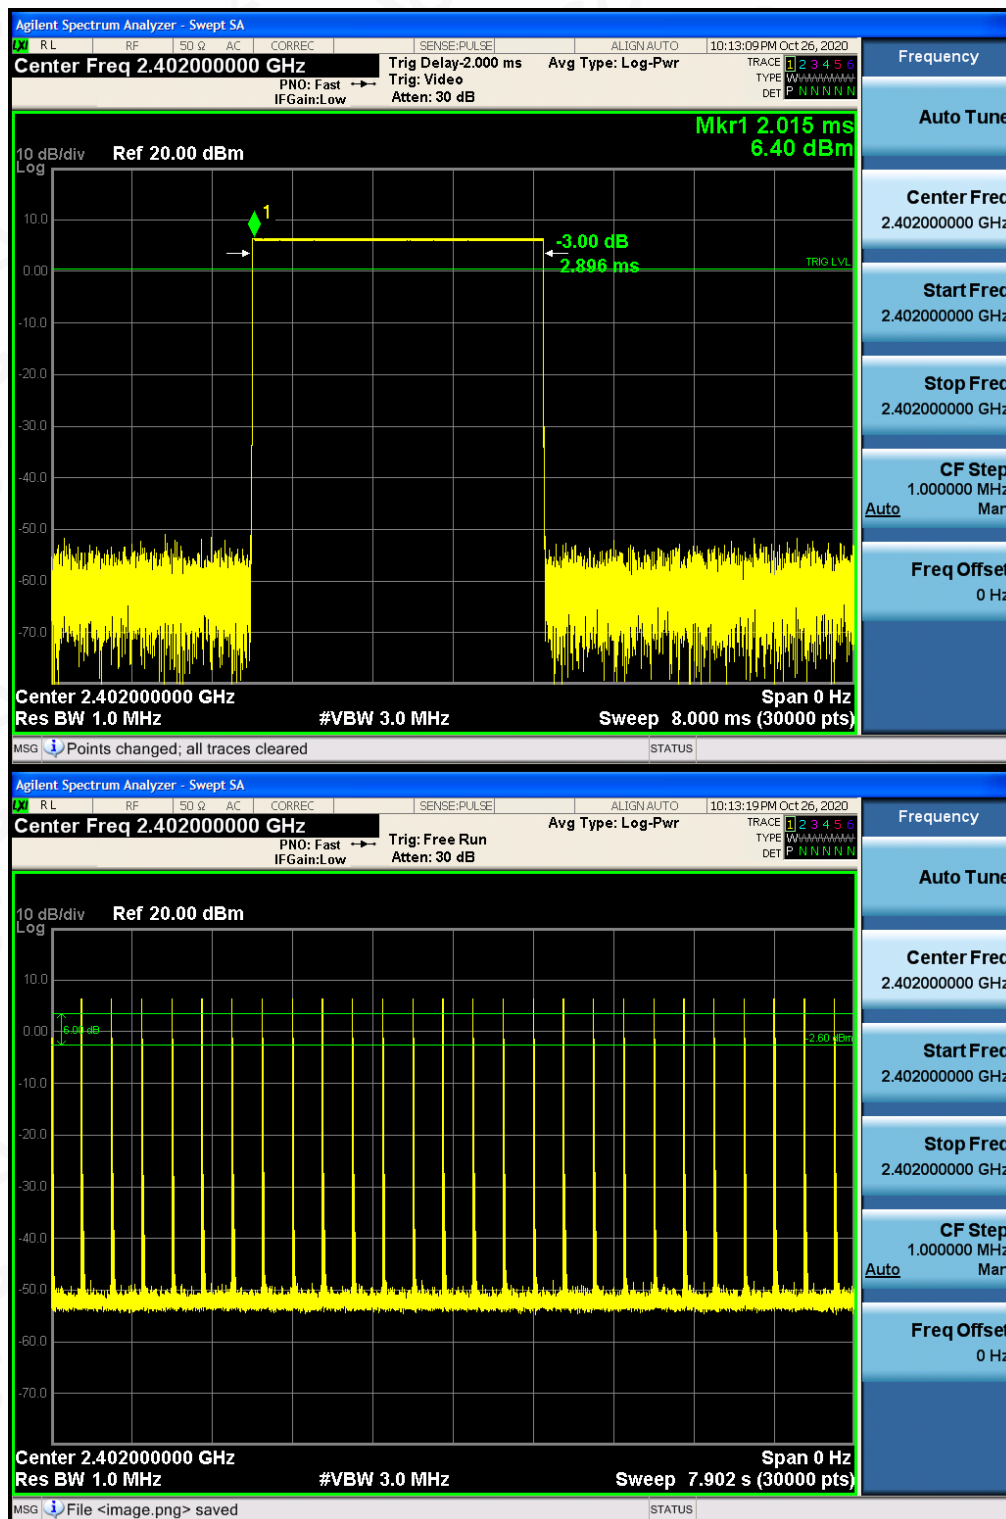 Agilent Spectrum Analyzer - Swept SA
LXI RL RF 50 Ω AC CORREC SENSE:PULSE ALIGN AUTO 10:13:09 PM Oct 26, 2020
Center Freq 2.402000000 GHz
PNO: Fast
IFGain:Low
Trig Delay-2.000 ms
Trig: Video
Atten: 30 dB
Avg Type: Log-Pwr
TRACE 1 2 3 4 5 6
TYPE WWWWWW
DET P N N N N N
Mkr1 2.015 ms
6.40 dBm
10 dB/div Ref 20.00 dBm
Log
10.0
0.00
-10.0
-20.0
-30.0
-40.0
-50.0
-60.0
-70.0
1
-3.00 dB
2.896 ms
TRIG LVL
Center 2.402000000 GHz Span 0 Hz
Res BW 1.0 MHz #VBW 3.0 MHz Sweep 8.000 ms (30000 pts)
MSG Points changed; all traces cleared STATUS
Frequency
Auto Tune
Center Freq
2.402000000 GHz
Start Freq
2.402000000 GHz
Stop Freq
2.402000000 GHz
CF Step
1.000000 MHz
Auto Man
Freq Offset
0 Hz
Agilent Spectrum Analyzer - Swept SA
LXI RL RF 50 Ω AC CORREC SENSE:PULSE ALIGN AUTO 10:13:19 PM Oct 26, 2020
Center Freq 2.402000000 GHz
PNO: Fast
IFGain:Low
Trig: Free Run
Atten: 30 dB
Avg Type: Log-Pwr
TRACE 1 2 3 4 5 6
TYPE WWWWWW
DET P N N N N N
10 dB/div Ref 20.00 dBm
Log
10.0
0.00
-10.0
-20.0
-30.0
-40.0
-50.0
-60.0
-70.0
6.00 dB
-2.60 dBm
Center 2.402000000 GHz Span 0 Hz
Res BW 1.0 MHz #VBW 3.0 MHz Sweep 7.902 s (30000 pts)
MSG File <image.png> saved STATUS
Frequency
Auto Tune
Center Freq
2.402000000 GHz
Start Freq
2.402000000 GHz
Stop Freq
2.402000000 GHz
CF Step
1.000000 MHz
Auto Man
Freq Offset
0 Hz